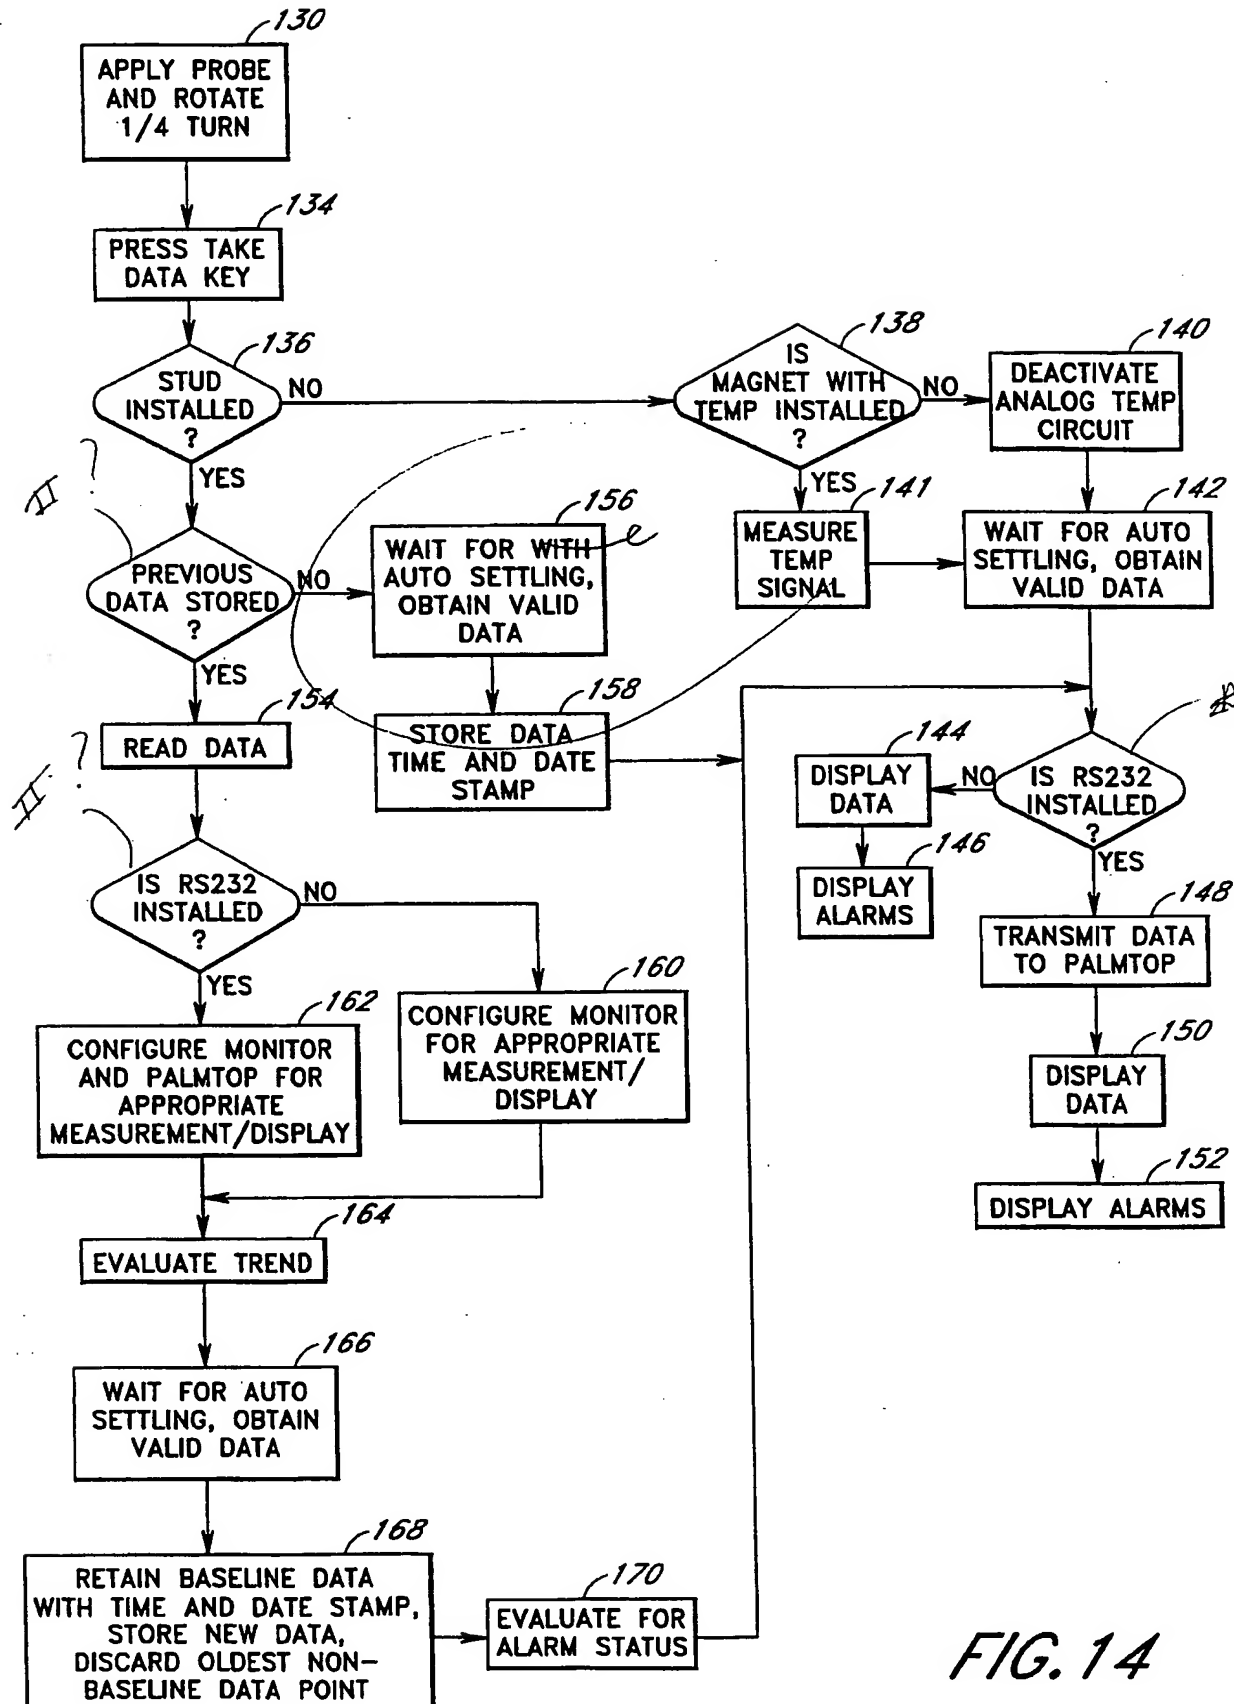 130
APPLY PROBE
AND ROTATE
1/4 TURN
134
PRESS TAKE
DATA KEY
136
STUD
INSTALLED
?
NO
YES
138
IS
MAGNET WITH
TEMP INSTALLED
?
NO
YES
140
DEACTIVATE
ANALOG TEMP
CIRCUIT
141
MEASURE
TEMP
SIGNAL
142
WAIT FOR AUTO
SETTLING, OBTAIN
VALID DATA
II ?
PREVIOUS
DATA STORED
?
NO
YES
156
WAIT FOR WITH
AUTO SETTLING,
OBTAIN VALID
DATA
158
STORE DATA
TIME AND DATE
STAMP
154
READ DATA
II ?
IS RS232
INSTALLED
?
NO
YES
144
DISPLAY
DATA
146
DISPLAY
ALARMS
IS RS232
INSTALLED
?
NO
YES
148
TRANSMIT DATA
TO PALMTOP
150
DISPLAY
DATA
152
DISPLAY ALARMS
160
CONFIGURE MONITOR
FOR APPROPRIATE
MEASUREMENT/
DISPLAY
162
CONFIGURE MONITOR
AND PALMTOP FOR
APPROPRIATE
MEASUREMENT/DISPLAY
164
EVALUATE TREND
166
WAIT FOR AUTO
SETTLING, OBTAIN
VALID DATA
168
RETAIN BASELINE DATA
WITH TIME AND DATE STAMP,
STORE NEW DATA,
DISCARD OLDEST NON-
BASELINE DATA POINT
170
EVALUATE FOR
ALARM STATUS
FIG. 14